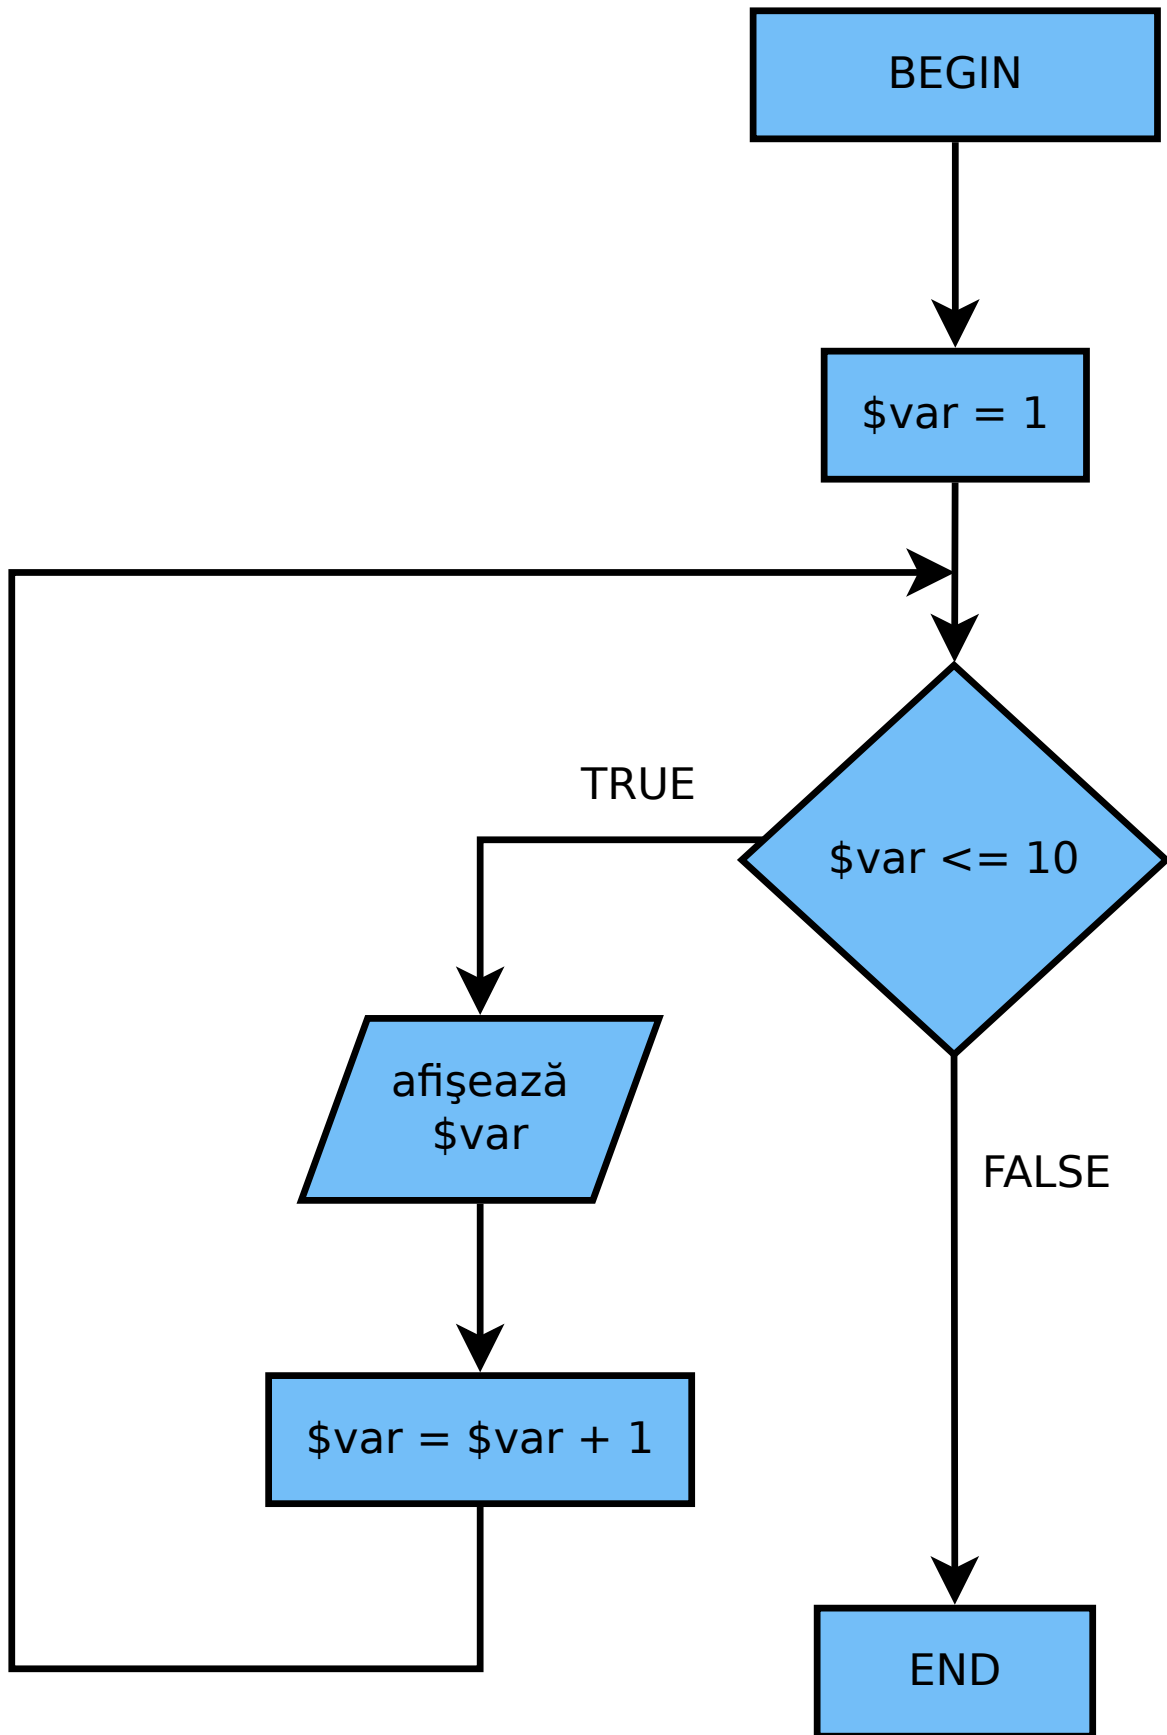 BEGIN
$var = 1
$var <= 10
TRUE
afişează
$var
FALSE
$var = $var + 1
END